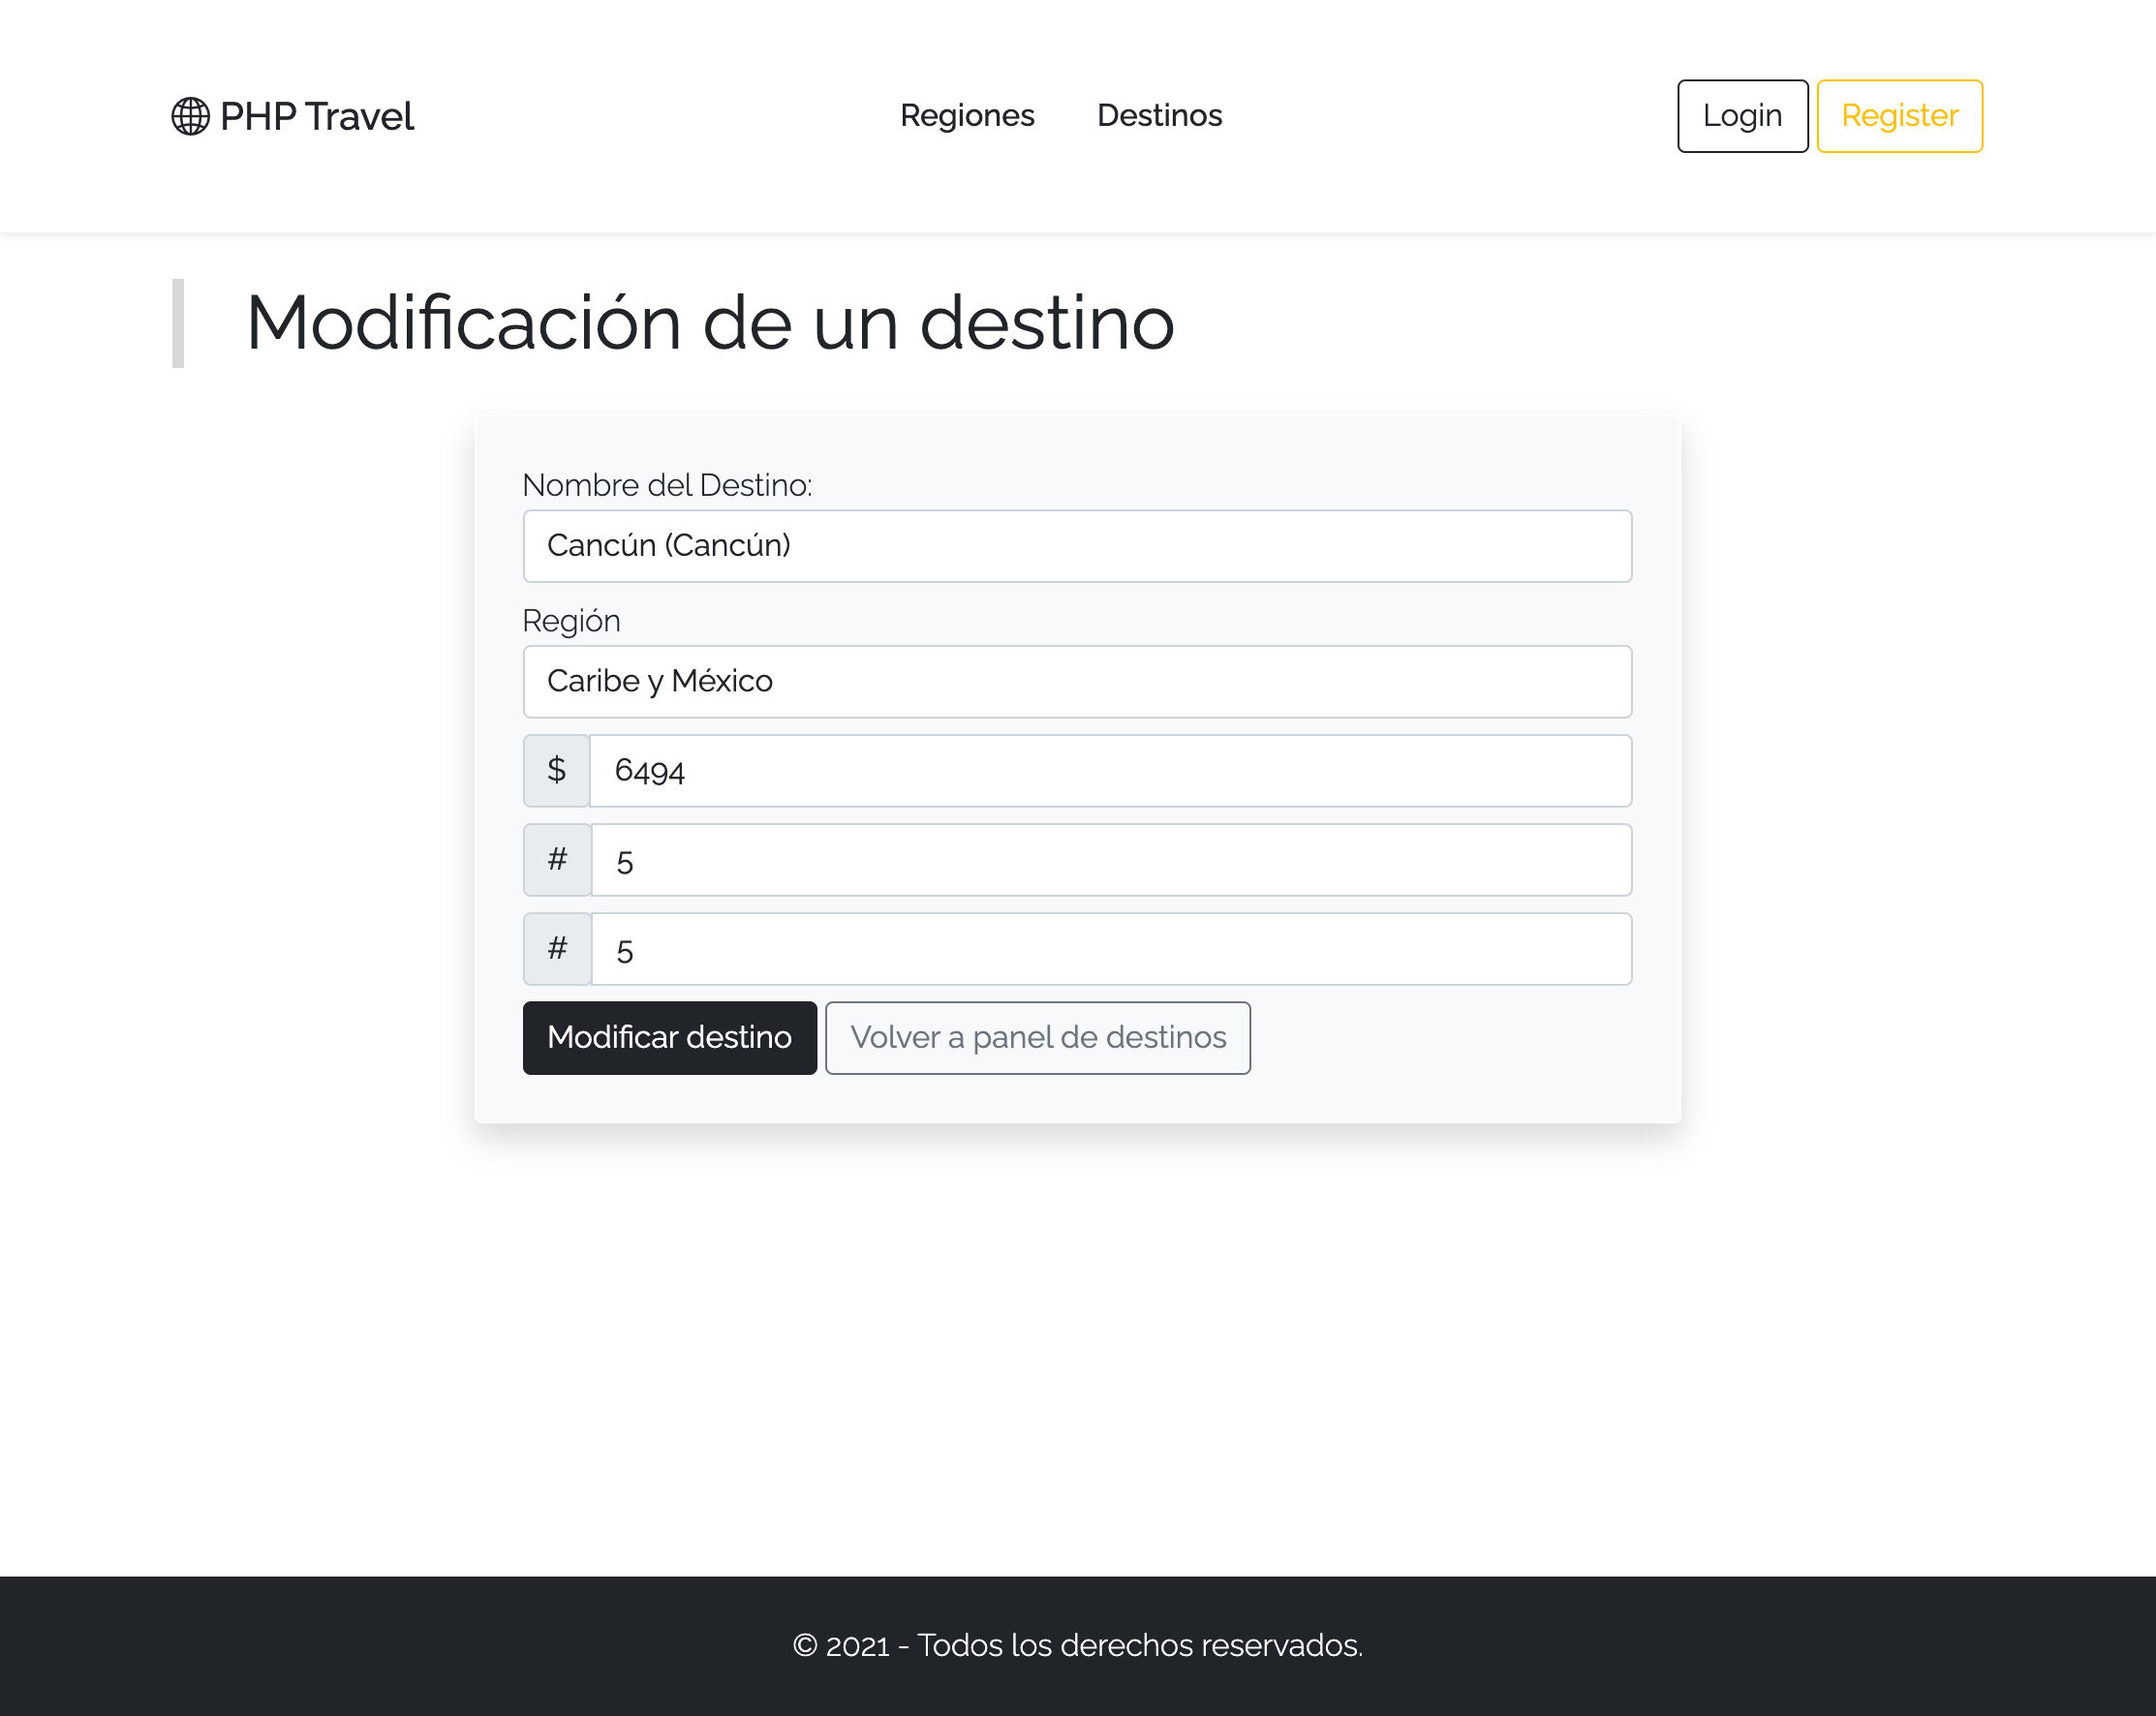 PHP Travel Regiones Destinos Login Register
Modificación de un destino
Nombre del Destino:
Cancún (Cancún)
Región
Caribe y México
$ 6494
# 5
# 5
Modificar destino Volver a panel de destinos
© 2021 - Todos los derechos reservados.